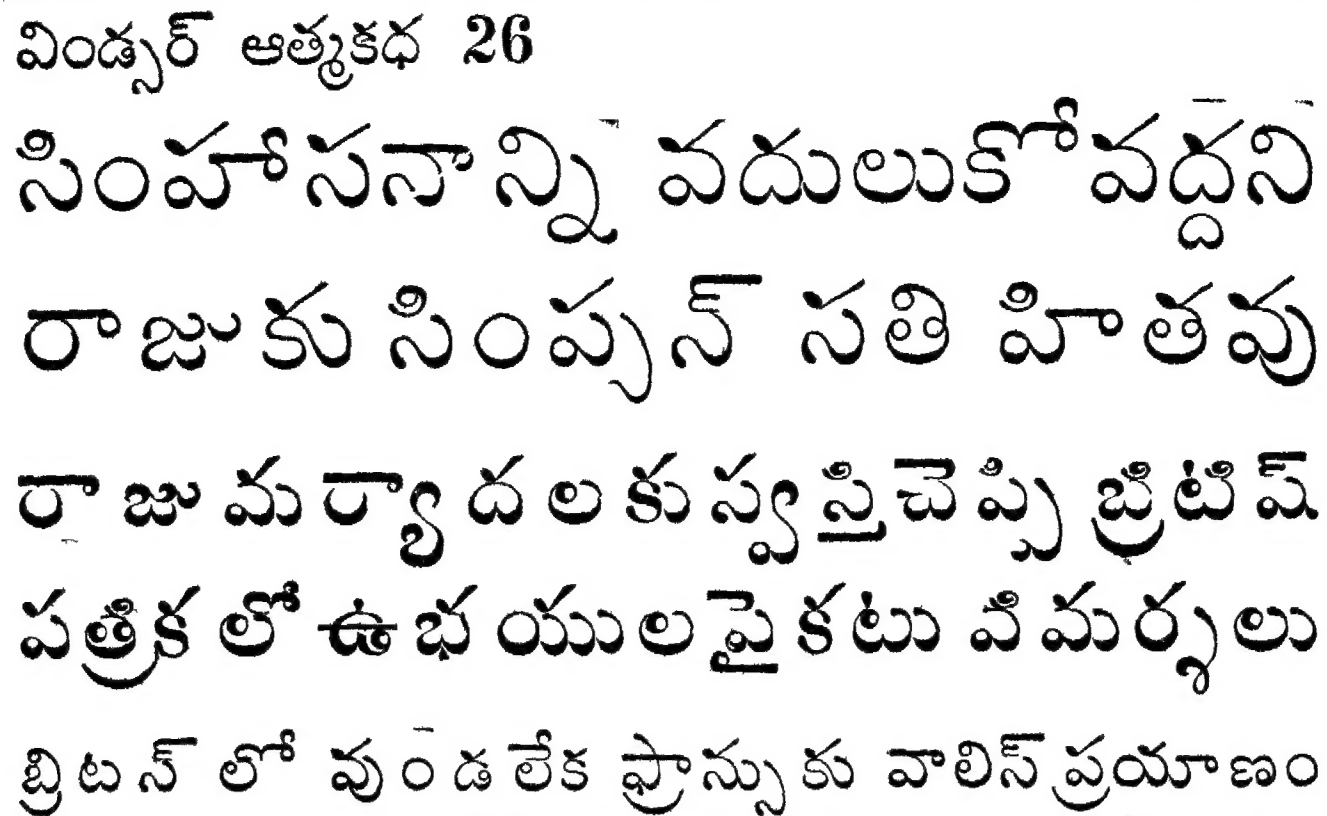 విండ్సర్ ఆత్మకధ 26
సింహాసనాన్ని వదులుకోవద్దని
రాజుకు సింప్సన్ సతి హితవు
రాజుమర్యాదలకుస్వస్తిచెప్పి బ్రిటిష్
పత్రికలో ఉభయులపైకటు విమర్శలు
బ్రిటన్ లో వుండలేక ఫ్రాన్సుకు వాలిస్ ప్రయాణం